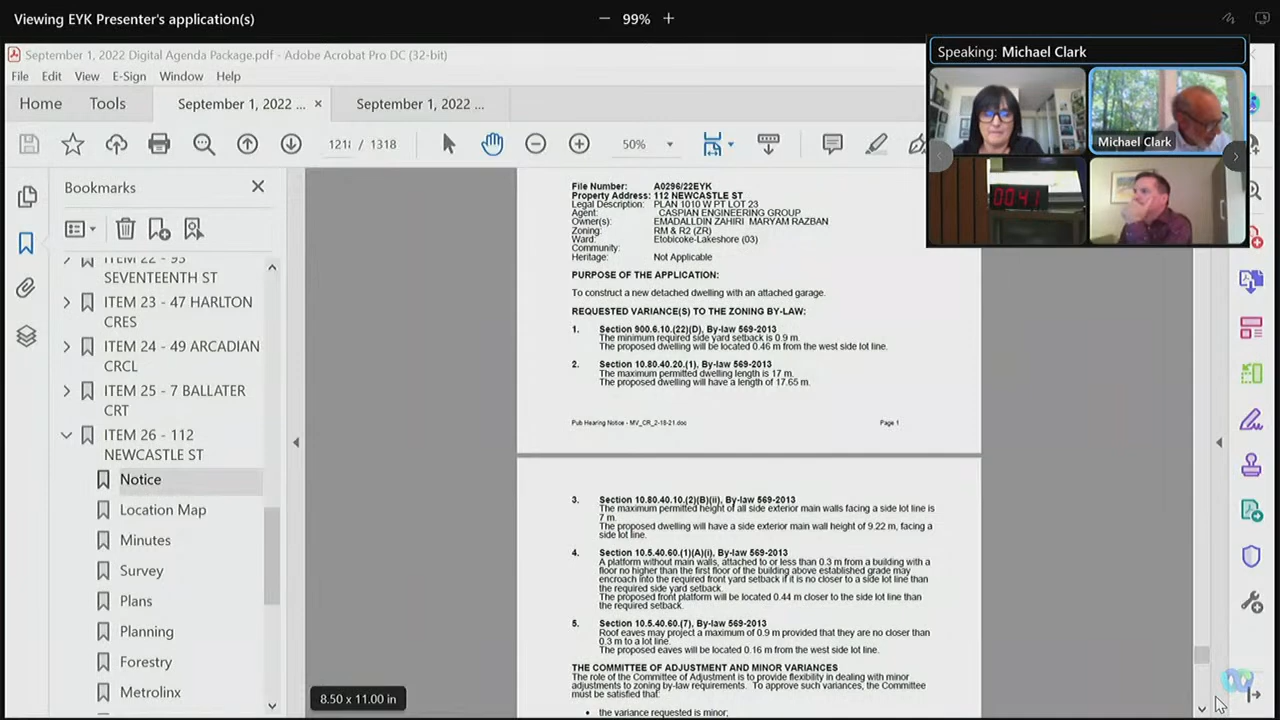 Viewing EYK Presenter's application(s)
99%
September 1, 2022 Digital Agenda Package.pdf - Adobe Acrobat Pro DC (32-bit)
File Edit View E-Sign Window Help
Home Tools September 1, 2022 ... × September 1, 2022 ...
Speaking: Michael Clark
Michael Clark
0041
1218 / 1318
50%
Bookmarks
ITEM 22 - 95
SEVENTEENTH ST
ITEM 23 - 47 HARLTON
CRES
ITEM 24 - 49 ARCADIAN
CRCL
ITEM 25 - 7 BALLATER
CRT
ITEM 26 - 112
NEWCASTLE ST
Notice
Location Map
Minutes
Survey
Plans
Planning
Forestry
Metrolinx
File Number: A0296/22EYK
Property Address: 112 NEWCASTLE ST
Legal Description: PLAN 1010 W PT LOT 23
Agent: CASPIAN ENGINEERING GROUP
Owner(s): EMADALLDIN ZAHIRI MARYAM RAZBAN
Zoning: RM & R2 (ZR)
Ward: Etobicoke-Lakeshore (03)
Community:
Heritage: Not Applicable
PURPOSE OF THE APPLICATION:
To construct a new detached dwelling with an attached garage.
REQUESTED VARIANCE(S) TO THE ZONING BY-LAW:
1. Section 900.6.10.(22)(D), By-law 569-2013
The minimum required side yard setback is 0.9 m.
The proposed dwelling will be located 0.46 m from the west side lot line.
2. Section 10.80.40.20.(1), By-law 569-2013
The maximum permitted dwelling length is 17 m.
The proposed dwelling will have a length of 17.65 m.
Pub Hearing Notice - MV_CR_2-18-21.doc Page 1
3. Section 10.80.40.10.(2)(B)(ii), By-law 569-2013
The maximum permitted height of all side exterior main walls facing a side lot line is
7 m.
The proposed dwelling will have a side exterior main wall height of 9.22 m, facing a
side lot line.
4. Section 10.5.40.60.(1)(A)(i), By-law 569-2013
A platform without main walls, attached to or less than 0.3 m from a building with a
floor no higher than the first floor of the building above established grade may
encroach into the required front yard setback if it is no closer to a side lot line than
the required side yard setback.
The proposed front platform will be located 0.44 m closer to the side lot line than
the required setback.
5. Section 10.5.40.60.(7), By-law 569-2013
Roof eaves may project a maximum of 0.9 m provided that they are no closer than
0.3 m to a lot line.
The proposed eaves will be located 0.16 m from the west side lot line.
THE COMMITTEE OF ADJUSTMENT AND MINOR VARIANCES
The role of the Committee of Adjustment is to provide flexibility in dealing with minor
adjustments to zoning by-law requirements. To approve such variances, the Committee
must be satisfied that:
• the variance requested is minor;
8.50 x 11.00 in